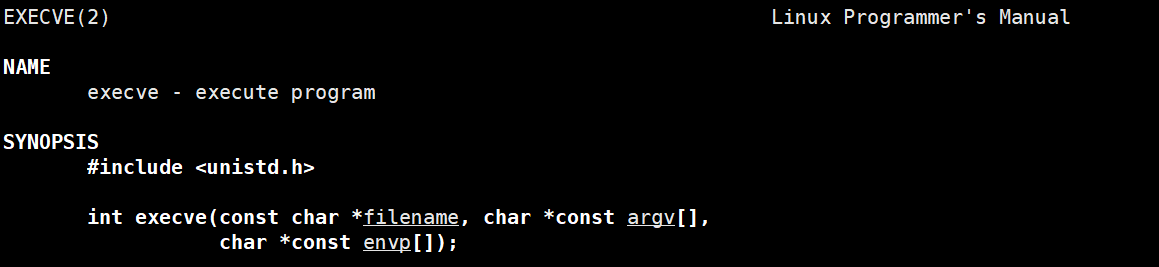 EXECVE(2) Linux Programmer's Manual
NAME
execve - execute program
SYNOPSIS
#include <unistd.h>
int execve(const char *filename, char *const argv[],
char *const envp[]);